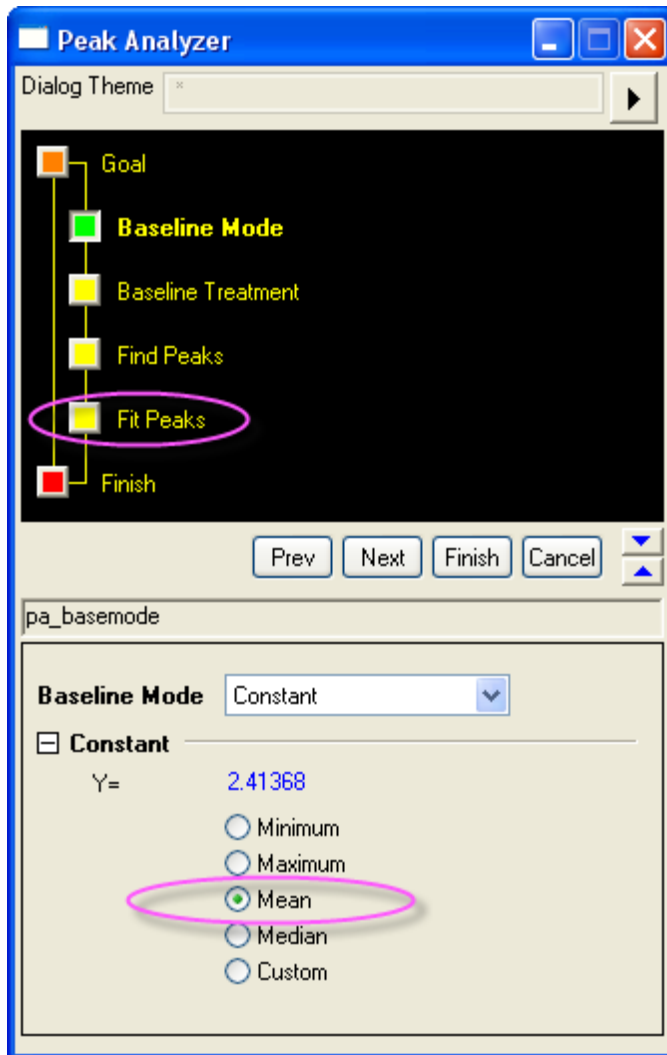 Peak Analyzer
Dialog Theme *
Goal
Baseline Mode
Baseline Treatment
Find Peaks
Fit Peaks
Finish
Prev Next Finish Cancel
pa_basemode
Baseline Mode Constant
Constant
Y= 2.41368
Minimum
Maximum
Mean
Median
Custom